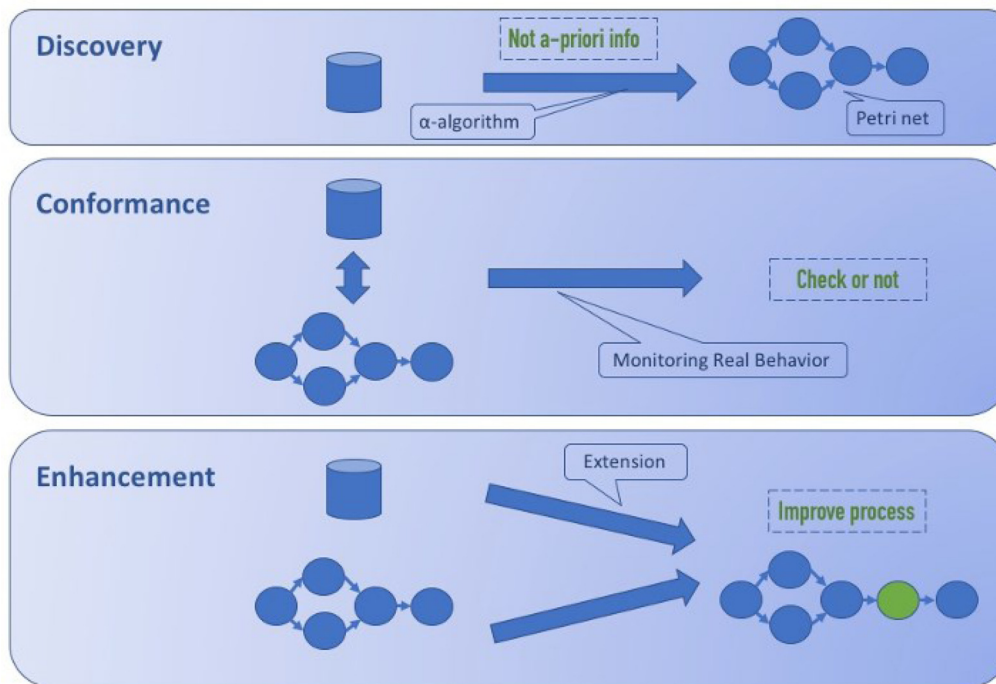 Discovery
Not a-priori info
α-algorithm
Petri net
Conformance
Check or not
Monitoring Real Behavior
Enhancement
Extension
Improve process